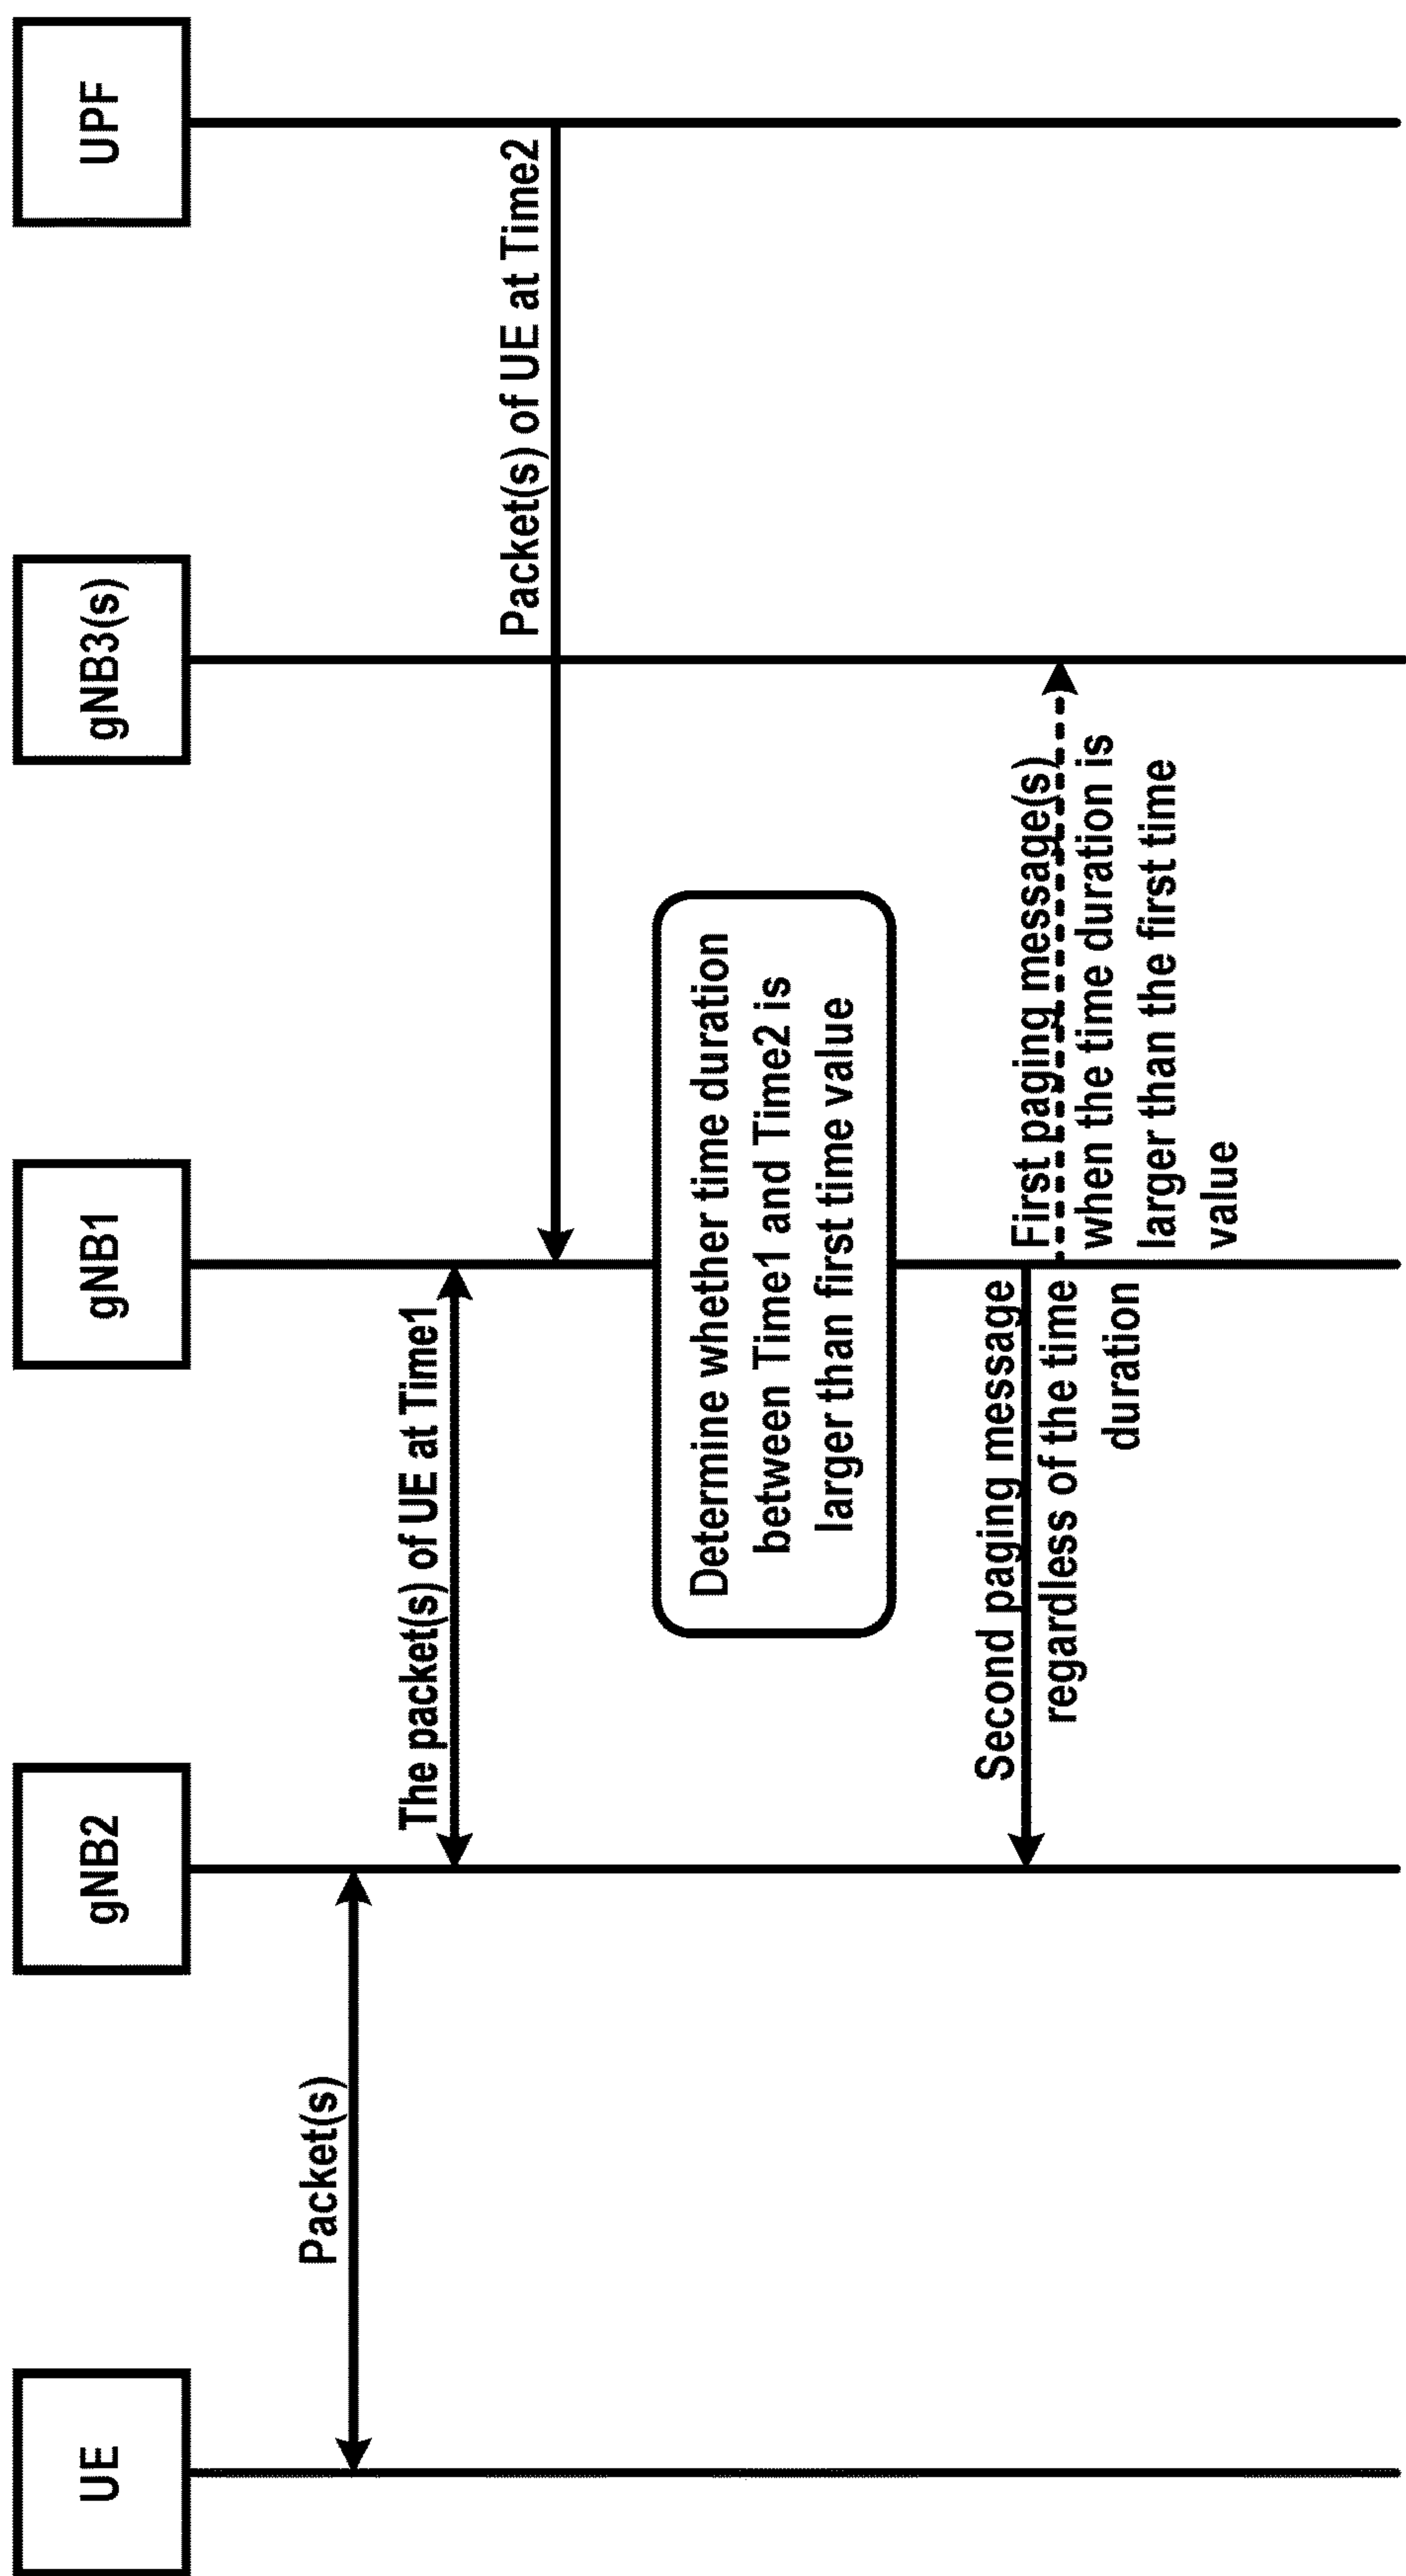 UE
gNB2
gNB1
gNB3(s)
UPF
Packet(s)
The packet(s) of UE at Time1
Packet(s) of UE at Time2
Determine whether time duration
between Time1 and Time2 is
larger than first time value
Second paging message
regardless of the time
duration
First paging message(s)
when the time duration is
larger than the first time
value